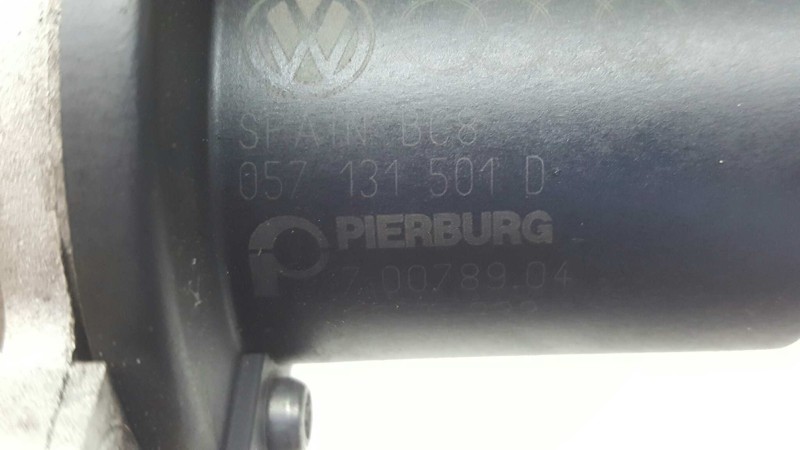 SPAIN BC8
057 131 501 D
PIERBURG
7.00789.04